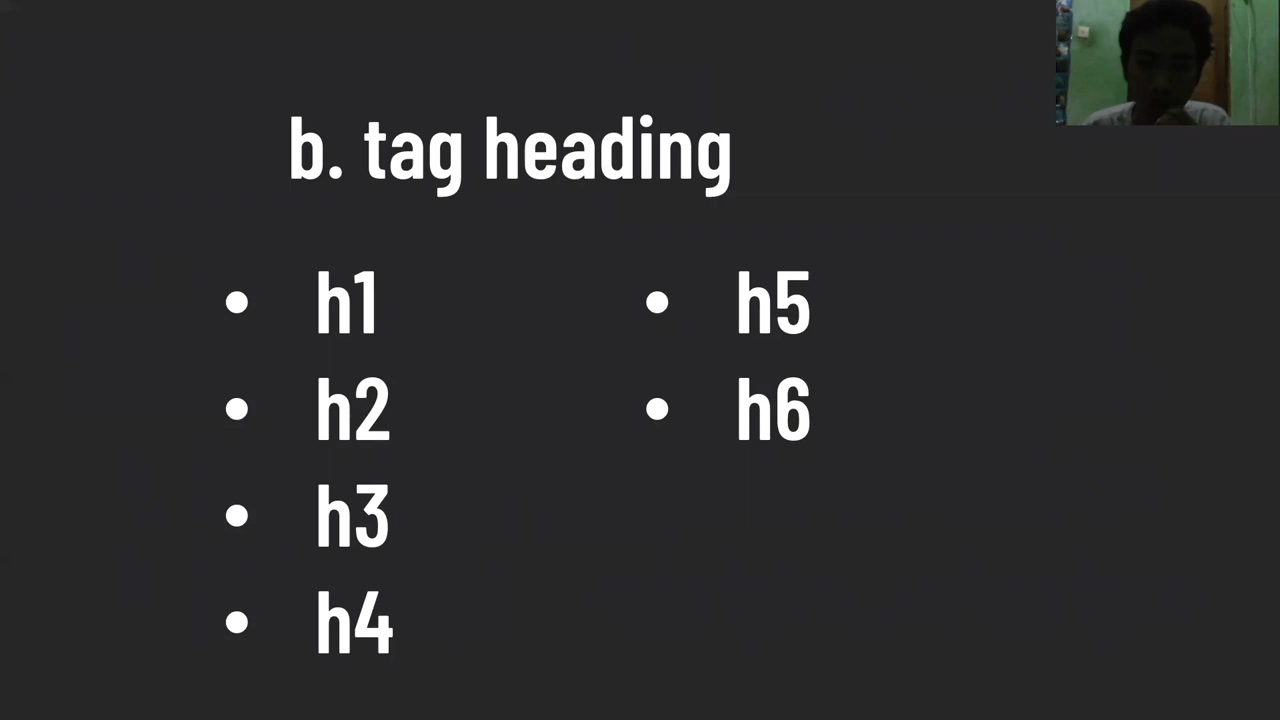 b. tag heading
• h1
• h2
• h3
• h4
• h5
• h6